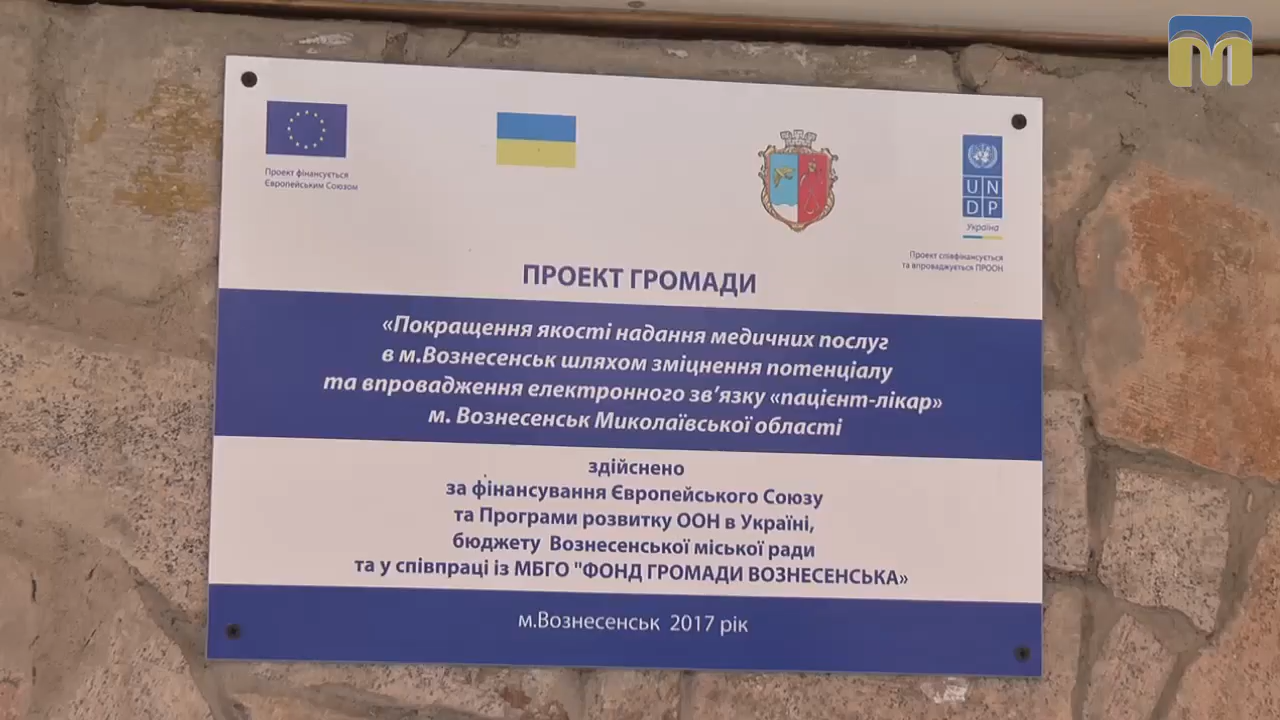 Проект фінансується
Європейським Союзом
UN
DP
Україна
Проект співфінансується
та впроваджується ПРООН
ПРОЕКТ ГРОМАДИ
«Покращення якості надання медичних послуг
в м.Вознесенськ шляхом зміцнення потенціалу
та впровадження електронного зв’язку «пацієнт-лікар»
м. Вознесенськ Миколаївської області
здійснено
за фінансування Європейського Союзу
та Програми розвитку ООН в Україні,
бюджету Вознесенської міської ради
та у співпраці із МБГО "ФОНД ГРОМАДИ ВОЗНЕСЕНСЬКА»
м.Вознесенськ 2017 рік